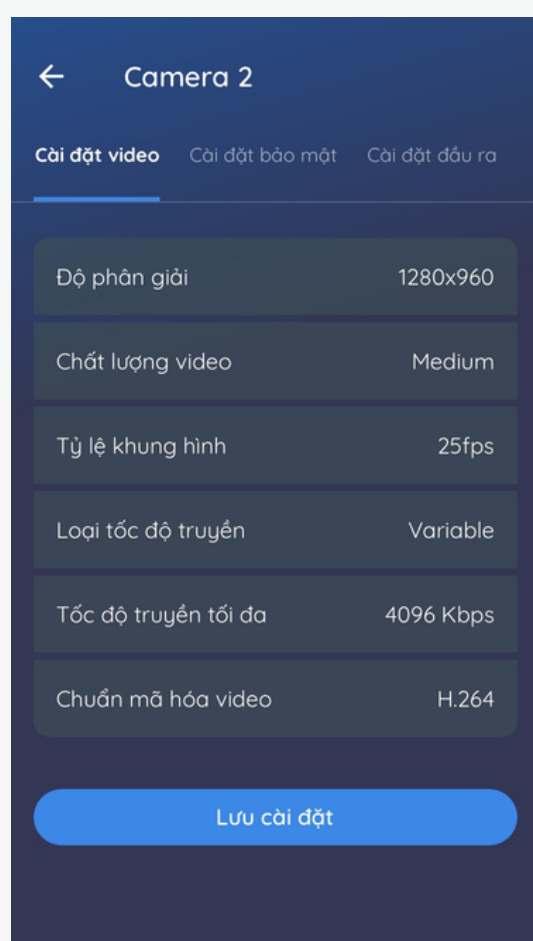 Camera 2
Cài đặt video Cài đặt bảo mật Cài đặt đầu ra
Độ phân giải 1280x960
Chất lượng video Medium
Tỷ lệ khung hình 25fps
Loại tốc độ truyền Variable
Tốc độ truyền tối đa 4096 Kbps
Chuẩn mã hóa video H.264
Lưu cài đặt